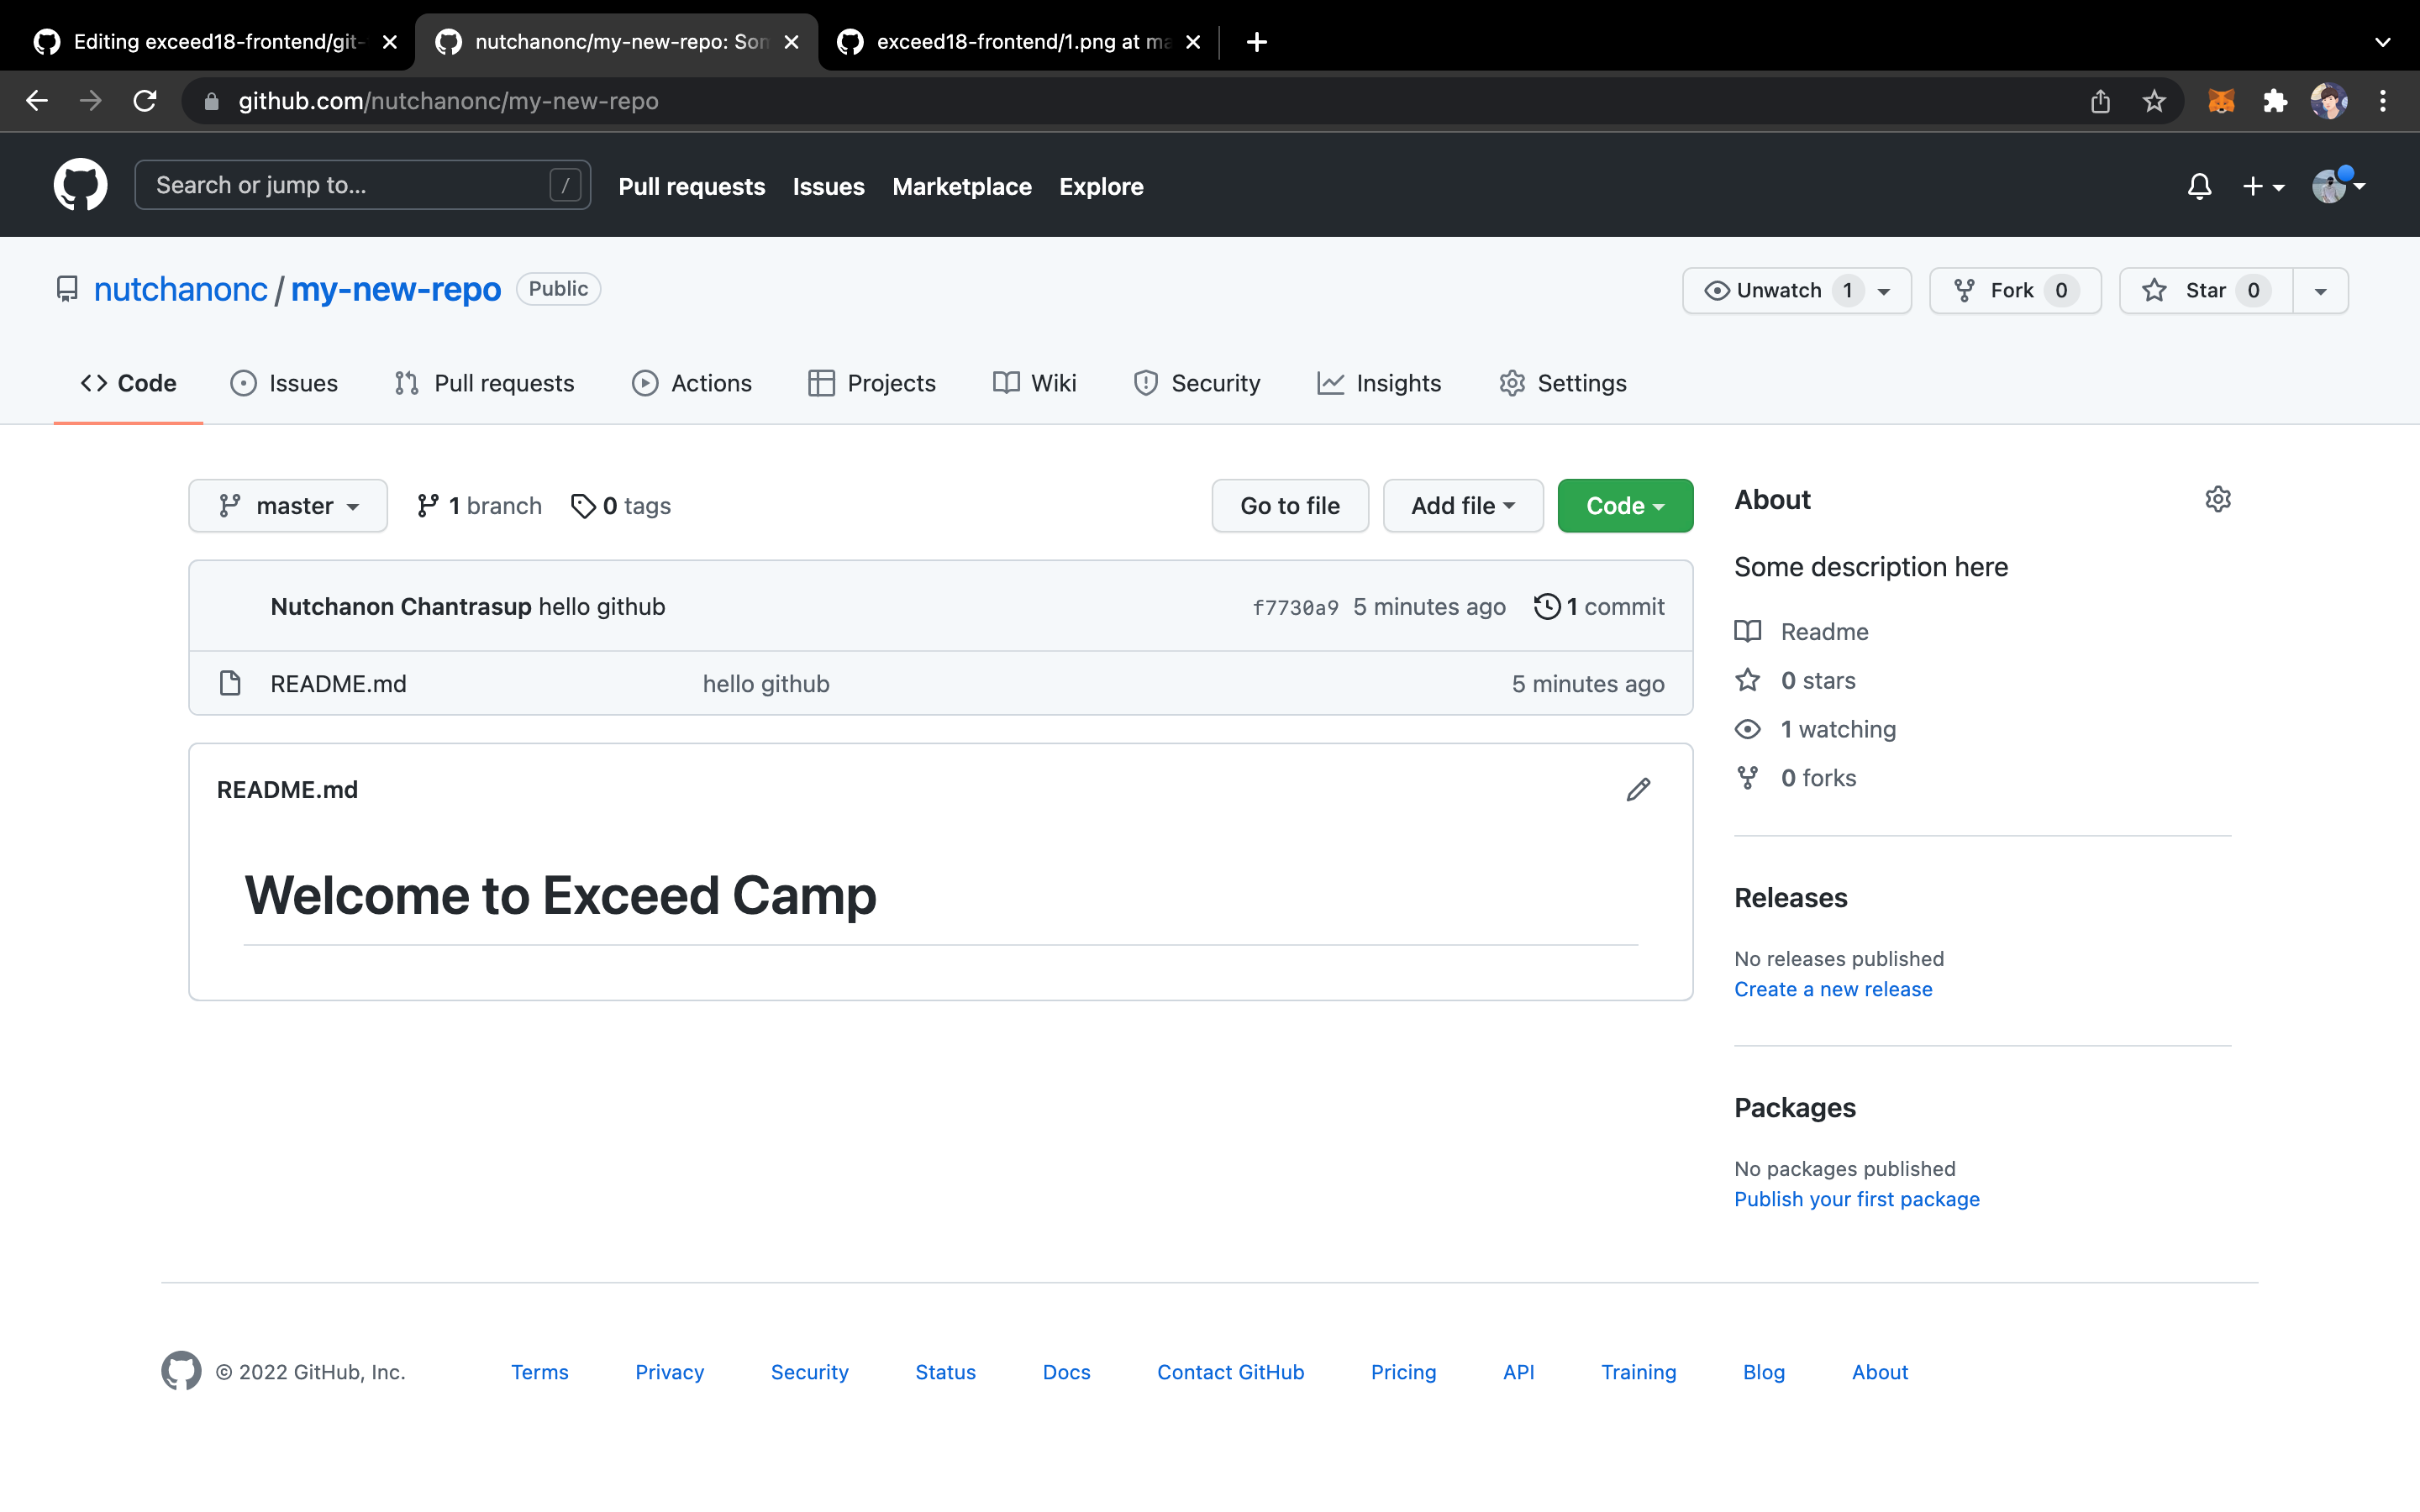 Editing exceed18-frontend/git-
nutchanonc/my-new-repo: Som
exceed18-frontend/1.png at ma
github.com/nutchanonc/my-new-repo
Search or jump to... /
Pull requests Issues Marketplace Explore
nutchanonc / my-new-repo Public
Unwatch 1 Fork 0 Star 0
Code Issues Pull requests Actions Projects Wiki Security Insights Settings
master 1 branch 0 tags Go to file Add file Code
Nutchanon Chantrasup hello github f7730a9 5 minutes ago 1 commit
README.md hello github 5 minutes ago
README.md
Welcome to Exceed Camp
About
Some description here
Readme
0 stars
1 watching
0 forks
Releases
No releases published
Create a new release
Packages
No packages published
Publish your first package
© 2022 GitHub, Inc. Terms Privacy Security Status Docs Contact GitHub Pricing API Training Blog About